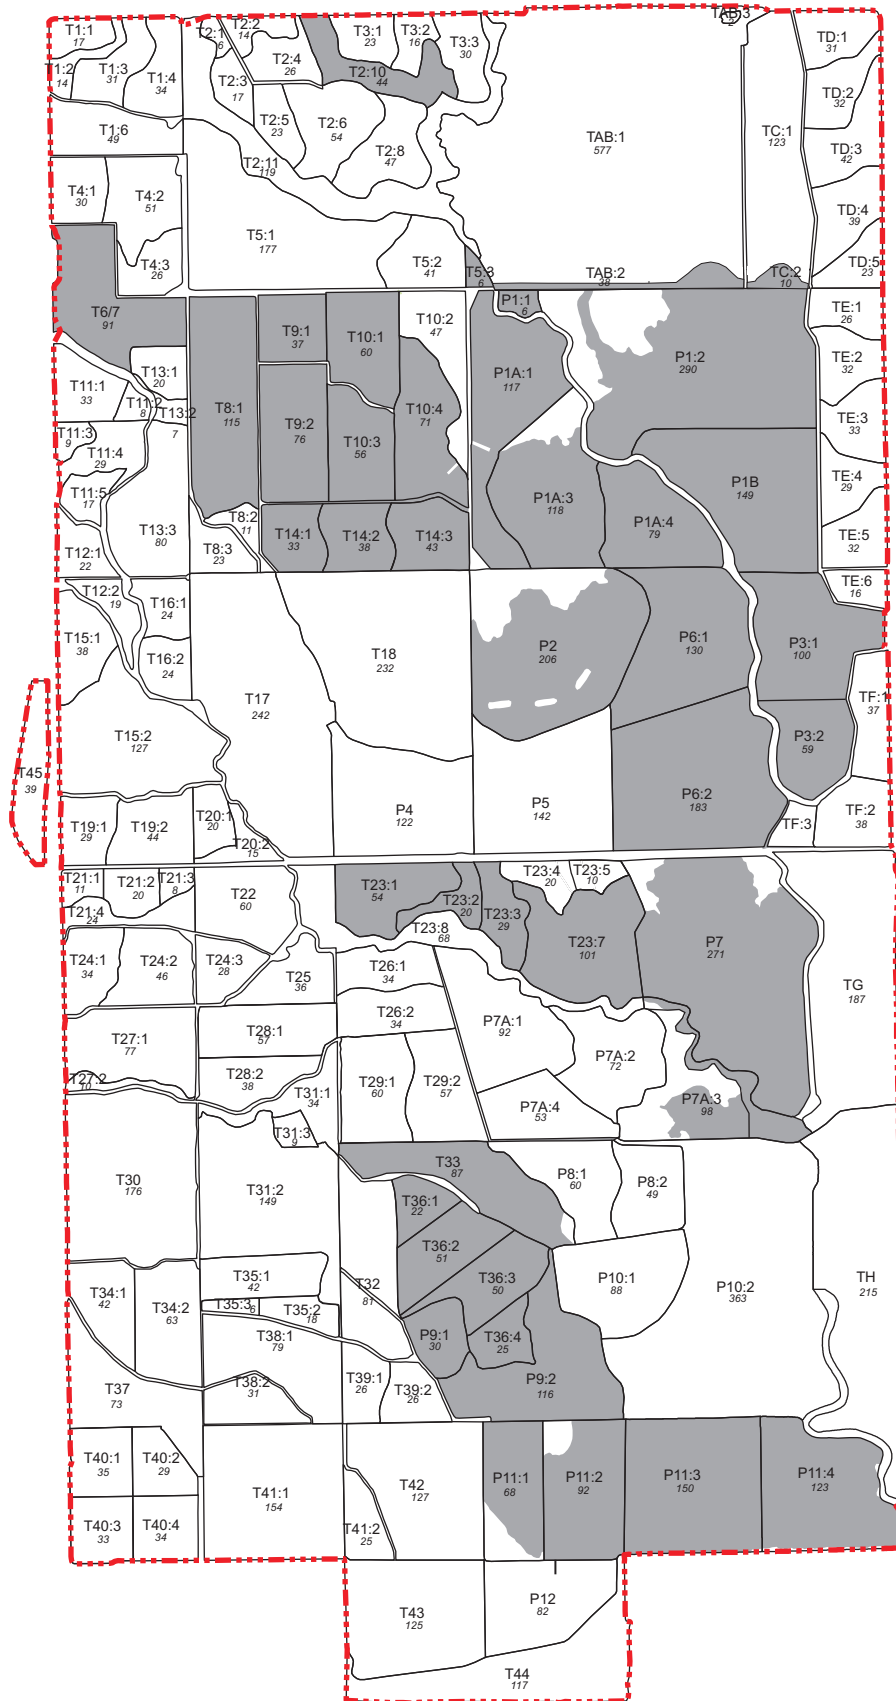 T1:1
17
T1:2
14
T1:3
31
T1:4
34
T1:6
49
T2:1
6
T2:2
14
T2:3
17
T2:4
26
T2:5
23
T2:6
54
T2:8
47
T2:10
44
T2:11
119
T3:1
23
T3:2
16
T3:3
30
TAB:3
2
TAB:1
577
TC:1
123
TD:1
31
TD:2
32
TD:3
42
TD:4
39
TD:5
23
T4:1
30
T4:2
51
T4:3
26
T5:1
177
T5:2
41
T5:3
6
TAB:2
38
TC:2
10
T6/7
91
T8:1
115
T9:1
37
T10:1
60
T10:2
47
P1:1
6
P1A:1
117
P1:2
290
TE:1
26
TE:2
32
TE:3
33
TE:4
29
TE:5
32
TE:6
16
T11:1
33
T13:1
20
T11:2
8
T13:2
7
T11:3
9
T11:4
29
T11:5
17
T9:2
76
T10:3
56
T10:4
71
P1A:3
118
P1A:4
79
P1B
149
T12:1
22
T13:3
80
T8:2
11
T8:3
23
T14:1
33
T14:2
38
T14:3
43
T12:2
19
T16:1
24
T15:1
38
T16:2
24
T17
242
T18
232
P2
206
P6:1
130
P3:1
100
TF:1
37
T15:2
127
P3:2
59
T45
39
P4
122
P5
142
P6:2
183
TF:3
TF:2
38
T19:1
29
T19:2
44
T20:1
20
T20:2
15
T21:1
11
T21:2
20
T21:3
8
T21:4
24
T22
60
T23:1
54
T23:2
20
T23:3
29
T23:4
20
T23:5
10
T23:8
68
T23:7
101
P7
271
TG
187
T24:1
34
T24:2
46
T24:3
28
T25
36
T26:1
34
T26:2
34
P7A:1
92
T27:1
77
T28:1
57
P7A:2
72
T27:2
10
T28:2
38
T31:1
34
T29:1
60
T29:2
57
P7A:4
53
P7A:3
98
T31:3
9
T30
176
T31:2
149
T33
87
P8:1
60
P8:2
49
T36:1
22
T36:2
51
T36:3
50
T32
81
P10:1
88
P10:2
363
TH
215
T34:1
42
T34:2
63
T35:1
42
T35:3
6
T35:2
18
T38:1
79
P9:1
30
T36:4
25
T37
73
T38:2
31
T39:1
26
T39:2
26
P9:2
116
T40:1
35
T40:2
29
T41:1
154
T42
127
P11:1
68
P11:2
92
P11:3
150
P11:4
123
T40:3
33
T40:4
34
T41:2
25
T43
125
P12
82
T44
117